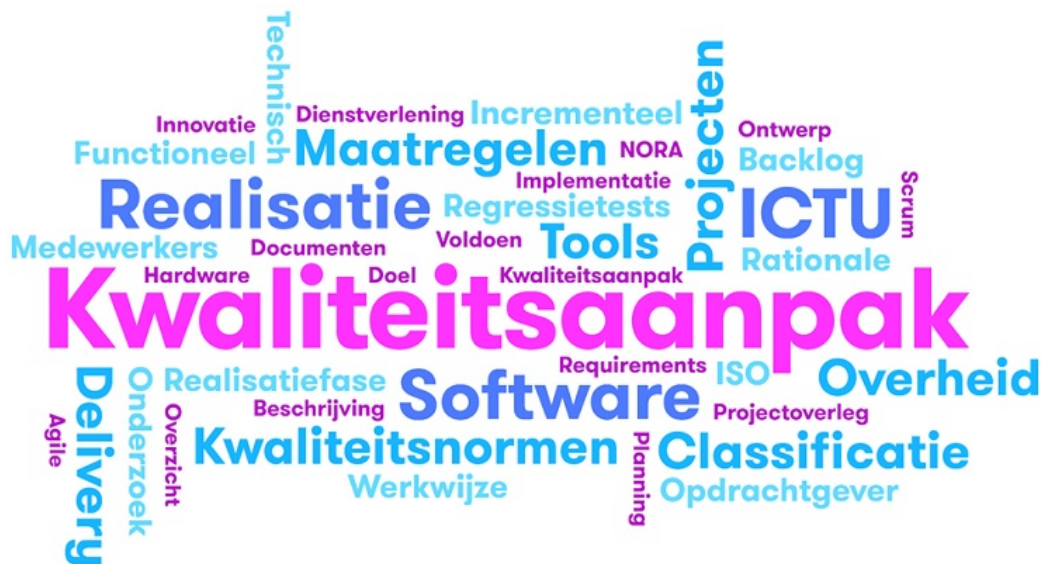 Technisch
Projecten
Dienstverlening
Incrementeel
Innovatie
Ontwerp
Functioneel
Maatregelen
NORA
Backlog
Implementatie
Scrum
Realisatie
Regressietests
ICTU
Medewerkers
Documenten
Voldoen
Tools
Rationale
Hardware
Doel
Kwaliteitsaanpak
Kwaliteitsaanpak
Requirements
ISO
Overheid
Delivery
Onderzoek
Realisatiefase
Software
Overzicht
Beschrijving
Projectoverleg
Agile
Kwaliteitsnormen
Planning
Classificatie
Werkwijze
Opdrachtgever